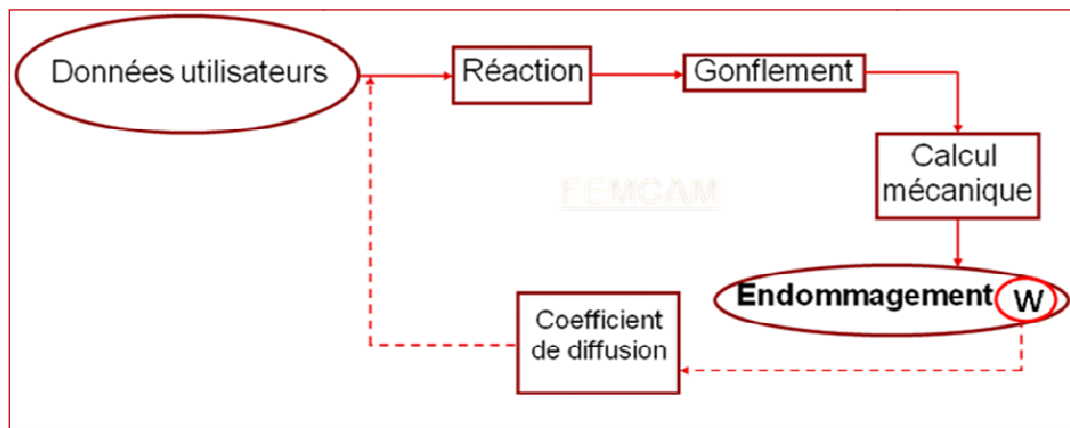 Données utilisateurs
Réaction
Gonflement
Calcul
mécanique
FEMCAM
Endommagement W
Coefficient
de diffusion